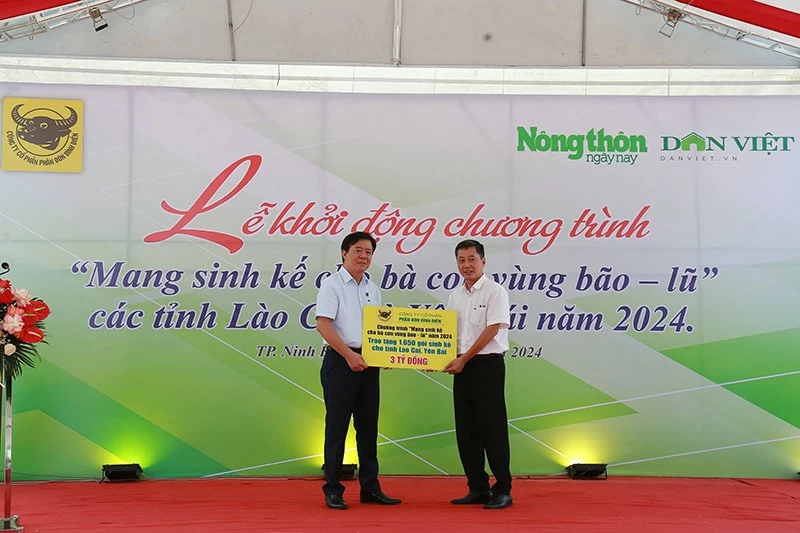 CÔNG TY CỔ PHẦN PHÂN BÓN BÌNH ĐIỀN
Nông thôn
ngày nay
DÂN VIỆT
DANVIET.VN
Lễ khởi động chương trình
“Mang sinh kế cho bà con vùng bão – lũ”
các tỉnh Lào C ái năm 2024.
TP. Ninh 2024
CÔNG TY CỔ PHẦN
PHÂN BÓN BÌNH ĐIỀN
Chương trình "Mang sinh kế
cho bà con vùng bão - lũ" năm 2024
Trao tặng 1.650 gói sinh kế
cho tỉnh Lào Cai, Yên Bái
3 TỶ ĐỒNG